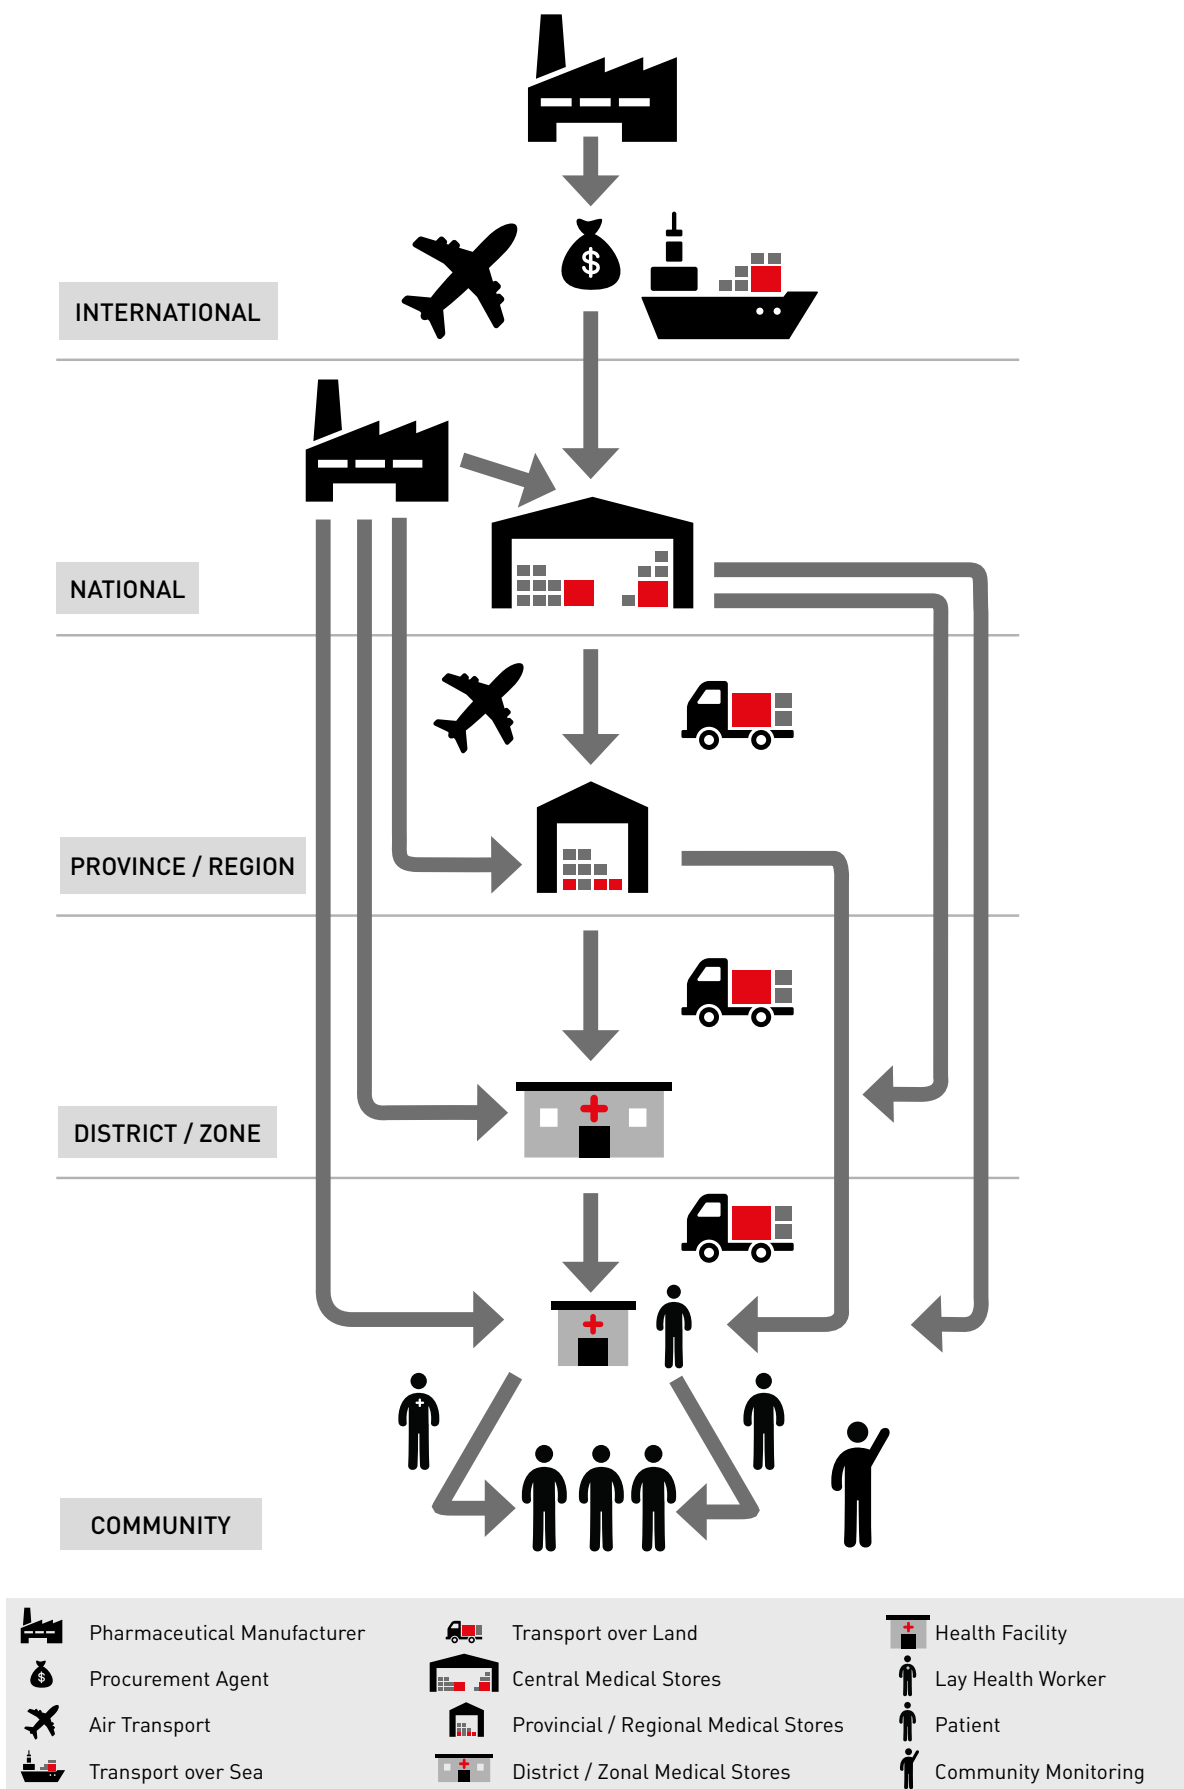 $
INTERNATIONAL
NATIONAL
PROVINCE / REGION
DISTRICT / ZONE
COMMUNITY
Pharmaceutical Manufacturer
Transport over Land
Health Facility
$
Procurement Agent
Central Medical Stores
Lay Health Worker
Air Transport
Provincial / Regional Medical Stores
Patient
Transport over Sea
District / Zonal Medical Stores
Community Monitoring